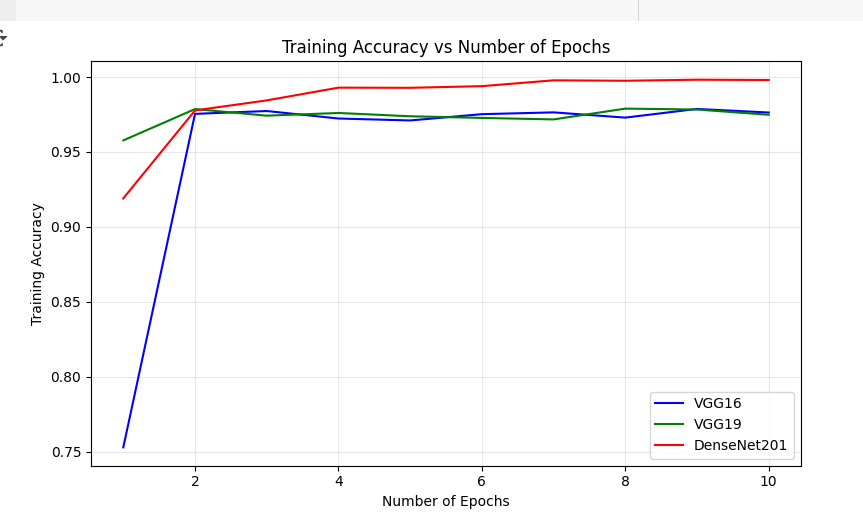 Training Accuracy vs Number of Epochs
1.00
0.95
0.90
0.85
0.80
0.75
Training Accuracy
2 4 6 8 10
Number of Epochs
VGG16
VGG19
DenseNet201